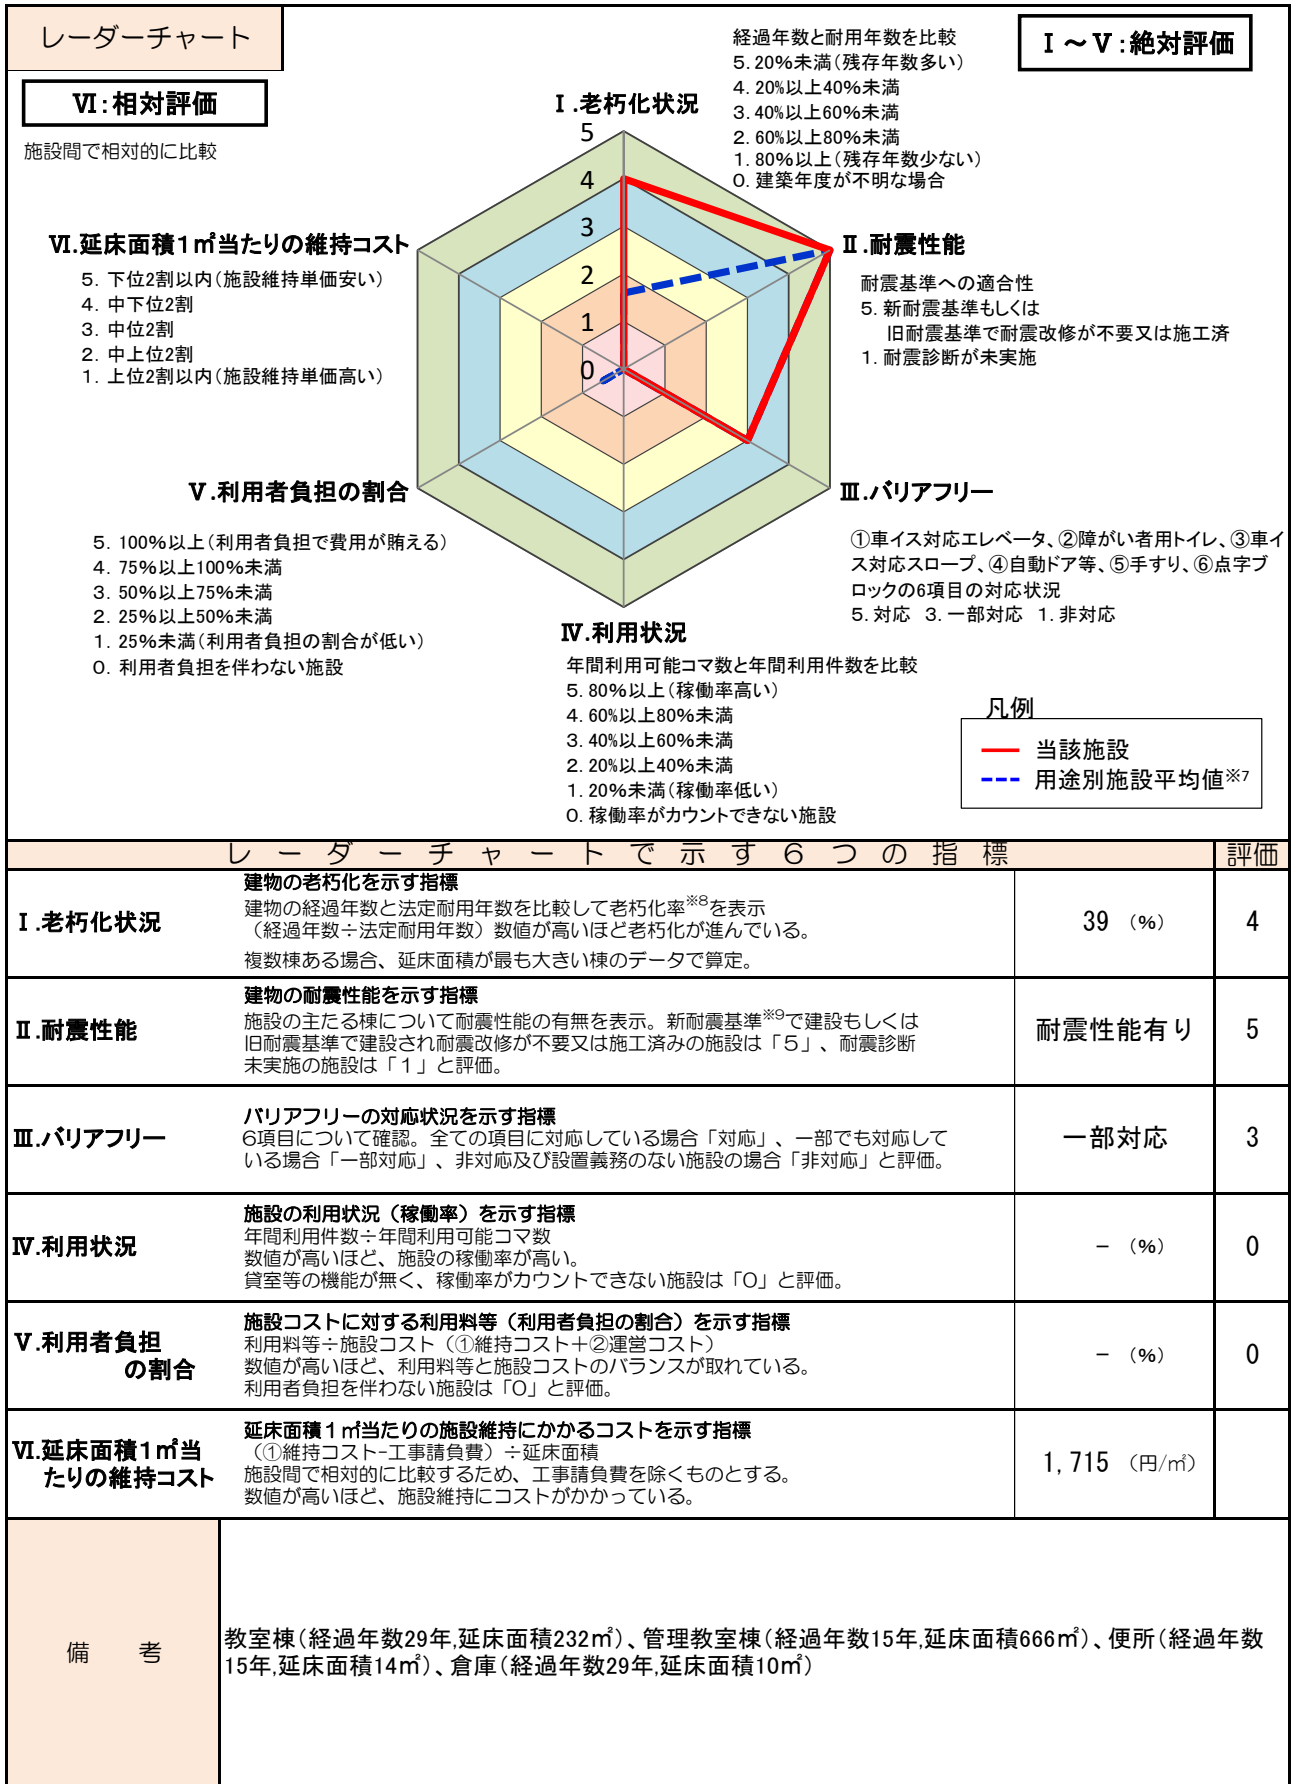 レーダーチャート
Ⅰ～Ⅴ:絶対評価
Ⅵ:相対評価
施設間で相対的に比較
Ⅰ.老朽化状況
経過年数と耐用年数を比較
5.20%未満(残存年数多い)
4.20%以上40%未満
3.40%以上60%未満
2.60%以上80%未満
1.80%以上(残存年数少ない)
0.建築年度が不明な場合
5
4
3
2
1
0
Ⅱ.耐震性能
耐震基準への適合性
5.新耐震基準もしくは
旧耐震基準で耐震改修が不要又は施工済
1.耐震診断が未実施
Ⅵ.延床面積1㎡当たりの維持コスト
5.下位2割以内(施設維持単価安い)
4.中下位2割
3.中位2割
2.中上位2割
1.上位2割以内(施設維持単価高い)
Ⅲ.バリアフリー
①車イス対応エレベータ、②障がい者用トイレ、③車イ
ス対応スロープ、④自動ドア等、⑤手すり、⑥点字ブ
ロックの6項目の対応状況
5.対応 3.一部対応 1.非対応
Ⅴ.利用者負担の割合
5.100%以上(利用者負担で費用が賄える)
4.75%以上100%未満
3.50%以上75%未満
2.25%以上50%未満
1.25%未満(利用者負担の割合が低い)
0.利用者負担を伴わない施設
Ⅳ.利用状況
年間利用可能コマ数と年間利用件数を比較
5.80%以上(稼働率高い)
4.60%以上80%未満
3.40%以上60%未満
2.20%以上40%未満
1.20%未満(稼働率低い)
0.稼働率がカウントできない施設
凡例
当該施設
用途別施設平均値※7
レーダーチャートで示す6つの指標 評価
Ⅰ.老朽化状況
建物の老朽化を示す指標
建物の経過年数と法定耐用年数を比較して老朽化率※8を表示
(経過年数÷法定耐用年数)数値が高いほど老朽化が進んでいる。
複数棟ある場合、延床面積が最も大きい棟のデータで算定。
39 (%) 4
Ⅱ.耐震性能
建物の耐震性能を示す指標
施設の主たる棟について耐震性能の有無を表示。新耐震基準※9で建設もしくは
旧耐震基準で建設され耐震改修が不要又は施工済みの施設は「5」、耐震診断
未実施の施設は「1」と評価。
耐震性能有り 5
Ⅲ.バリアフリー
バリアフリーの対応状況を示す指標
6項目について確認。全ての項目に対応している場合「対応」、一部でも対応して
いる場合「一部対応」、非対応及び設置義務のない施設の場合「非対応」と評価。
一部対応 3
Ⅳ.利用状況
施設の利用状況(稼働率)を示す指標
年間利用件数÷年間利用可能コマ数
数値が高いほど、施設の稼働率が高い。
貸室等の機能が無く、稼働率がカウントできない施設は「0」と評価。
− (%) 0
Ⅴ.利用者負担
の割合
施設コストに対する利用料等(利用者負担の割合)を示す指標
利用料等÷施設コスト(①維持コスト+②運営コスト)
数値が高いほど、利用料等と施設コストのバランスが取れている。
利用者負担を伴わない施設は「0」と評価。
− (%) 0
Ⅵ.延床面積1㎡当
たりの維持コスト
延床面積1㎡当たりの施設維持にかかるコストを示す指標
(①維持コスト-工事請負費)÷延床面積
施設間で相対的に比較するため、工事請負費を除くものとする。
数値が高いほど、施設維持にコストがかかっている。
1,715 (円/㎡)
備 考
教室棟(経過年数29年,延床面積232㎡)、管理教室棟(経過年数15年,延床面積666㎡)、便所(経過年数
15年,延床面積14㎡)、倉庫(経過年数29年,延床面積10㎡)